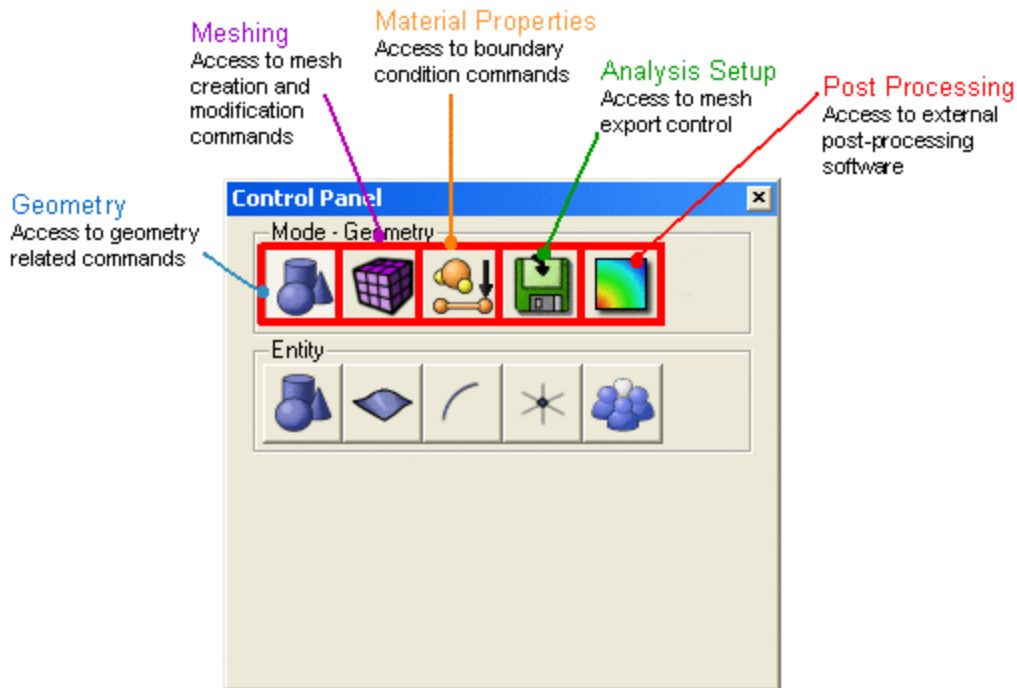 Meshing
Access to mesh
creation and
modification
commands
Material Properties
Access to boundary
condition commands
Analysis Setup
Access to mesh
export control
Post Processing
Access to external
post-processing
software
Geometry
Access to geometry
related commands
Control Panel
Mode - Geometry
Entity